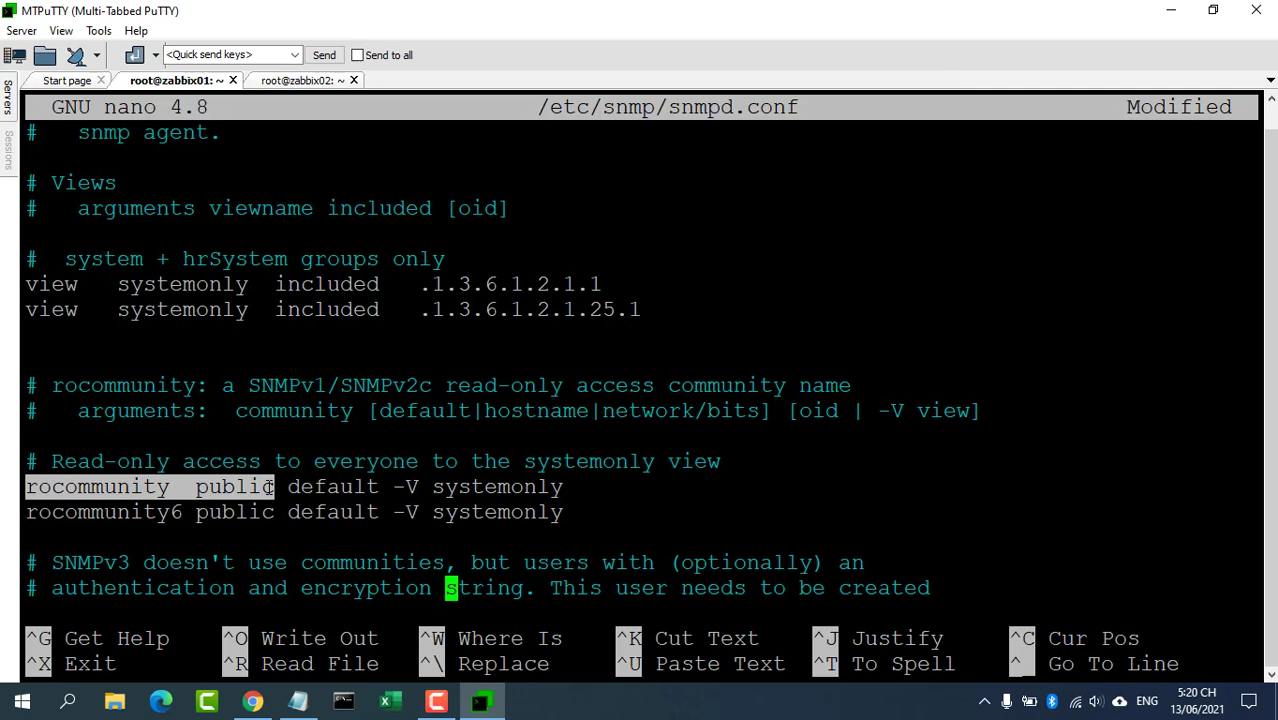 MTPuTTY (Multi-Tabbed PuTTY)
Server View Tools Help
<Quick send keys> Send Send to all
Start page root@zabbix01: ~ root@zabbix02: ~
Servers
Sessions
GNU nano 4.8 /etc/snmp/snmpd.conf Modified
# snmp agent.
# Views
# arguments viewname included [oid]
# system + hrSystem groups only
view systemonly included .1.3.6.1.2.1.1
view systemonly included .1.3.6.1.2.1.25.1
# rocommunity: a SNMPv1/SNMPv2c read-only access community name
# arguments: community [default|hostname|network/bits] [oid | -V view]
# Read-only access to everyone to the systemonly view
rocommunity public default -V systemonly
rocommunity6 public default -V systemonly
# SNMPv3 doesn't use communities, but users with (optionally) an
# authentication and encryption string. This user needs to be created
^G Get Help ^O Write Out ^W Where Is ^K Cut Text ^J Justify ^C Cur Pos
^X Exit ^R Read File ^\ Replace ^U Paste Text ^T To Spell ^_ Go To Line
ENG
5:20 CH
13/06/2021